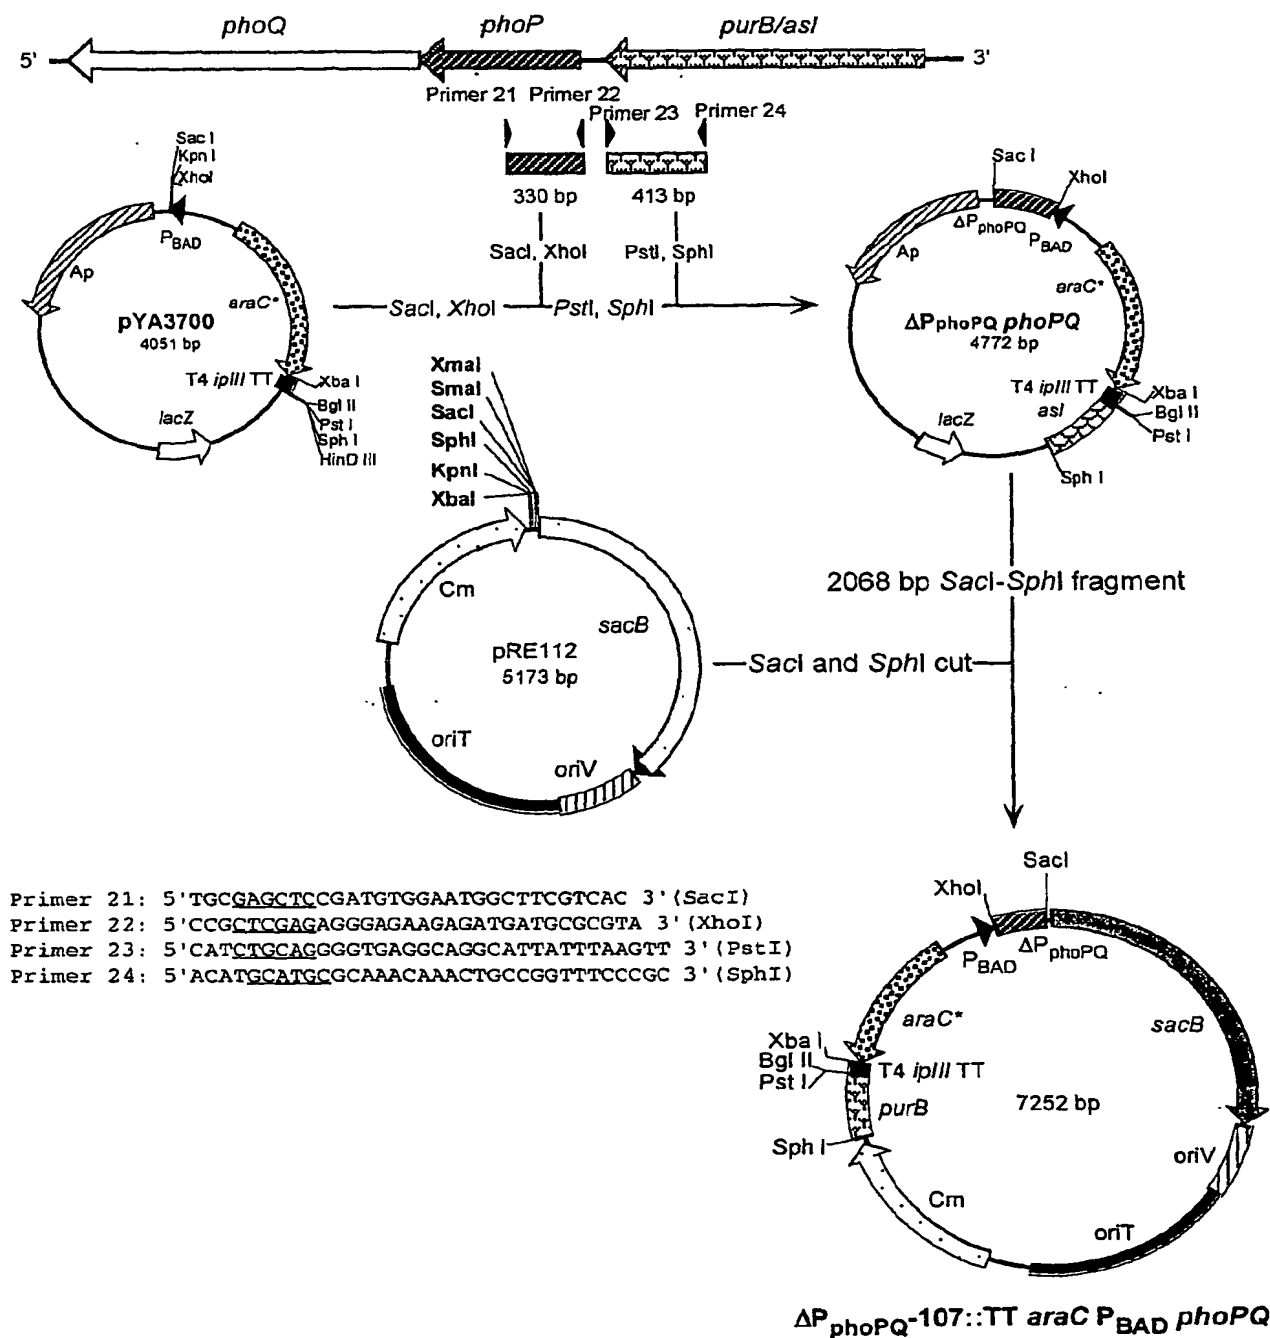 phoQ phoP purB/asl
5' 3'
Primer 21 Primer 22
Primer 23 Primer 24
330 bp 413 bp
SacI, XhoI PstI, SphI
Sac I
Kpn I
XhoI
PBAD
Ap
araC*
pYA3700
4051 bp
T4 ipIII TT
Xba I
Bgl II
Pst I
Sph I
HinD III
lacZ
SacI, XhoI PstI, SphI
Sac I
XhoI
ΔPphoPQ
PBAD
Ap
araC*
ΔPphoPQ phoPQ
4772 bp
T4 ipIII TT
asl
Xba I
Bgl II
Pst I
lacZ
Sph I
XmaI
SmaI
SacI
SphI
KpnI
XbaI
Cm
sacB
pRE112
5173 bp
oriT
oriV
2068 bp SacI-SphI fragment
SacI and SphI cut
Primer 21: 5'TGCGAGCTCCGATGTGGAATGGCTTCGTCAC 3'(SacI)
Primer 22: 5'CCGCTCGAGAGGGAGAAGAGATGATGCGCGTA 3'(XhoI)
Primer 23: 5'CATCTGCAGGGGTGAGGCAGGCATTATTTAAGTT 3'(PstI)
Primer 24: 5'ACATGCATGCGCAAACAAACTGCCGGTTTCCCGC 3'(SphI)
SacI
XhoI
ΔPphoPQ
PBAD
araC*
sacB
Xba I
Bgl II
Pst I
T4 ipIII TT
purB
7252 bp
Sph I
oriV
Cm
oriT
ΔPphoPQ-107::TT araC PBAD phoPQ